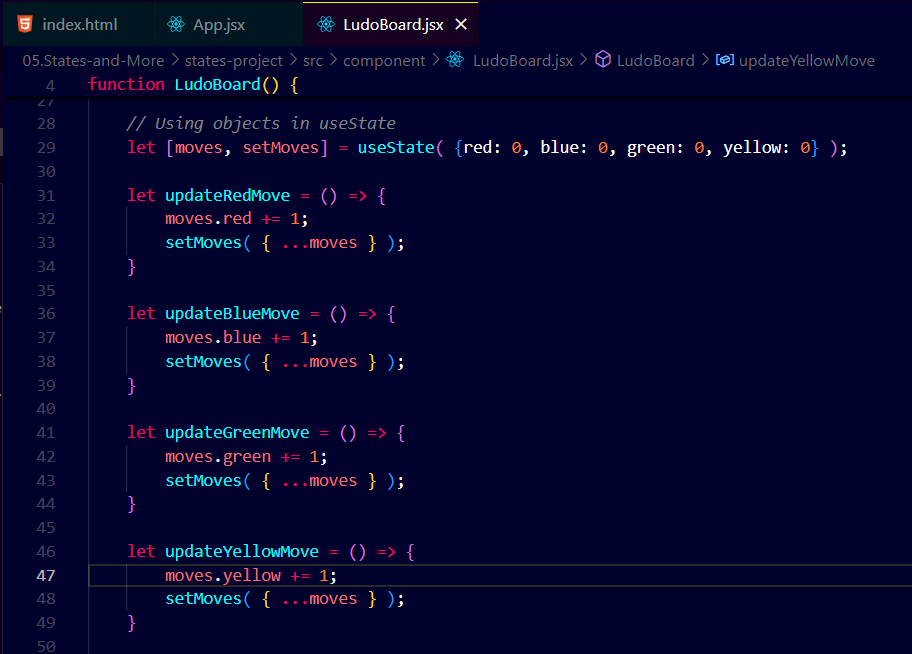 index.html App.jsx LudoBoard.jsx
05.States-and-More > states-project > src > component > LudoBoard.jsx > LudoBoard > updateYellowMove
4 function LudoBoard() {
27
28 // Using objects in useState
29 let [moves, setMoves] = useState( {red: 0, blue: 0, green: 0, yellow: 0} );
30
31 let updateRedMove = () => {
32 moves.red += 1;
33 setMoves( { ...moves } );
34 }
35
36 let updateBlueMove = () => {
37 moves.blue += 1;
38 setMoves( { ...moves } );
39 }
40
41 let updateGreenMove = () => {
42 moves.green += 1;
43 setMoves( { ...moves } );
44 }
45
46 let updateYellowMove = () => {
47 moves.yellow += 1;
48 setMoves( { ...moves } );
49 }
50